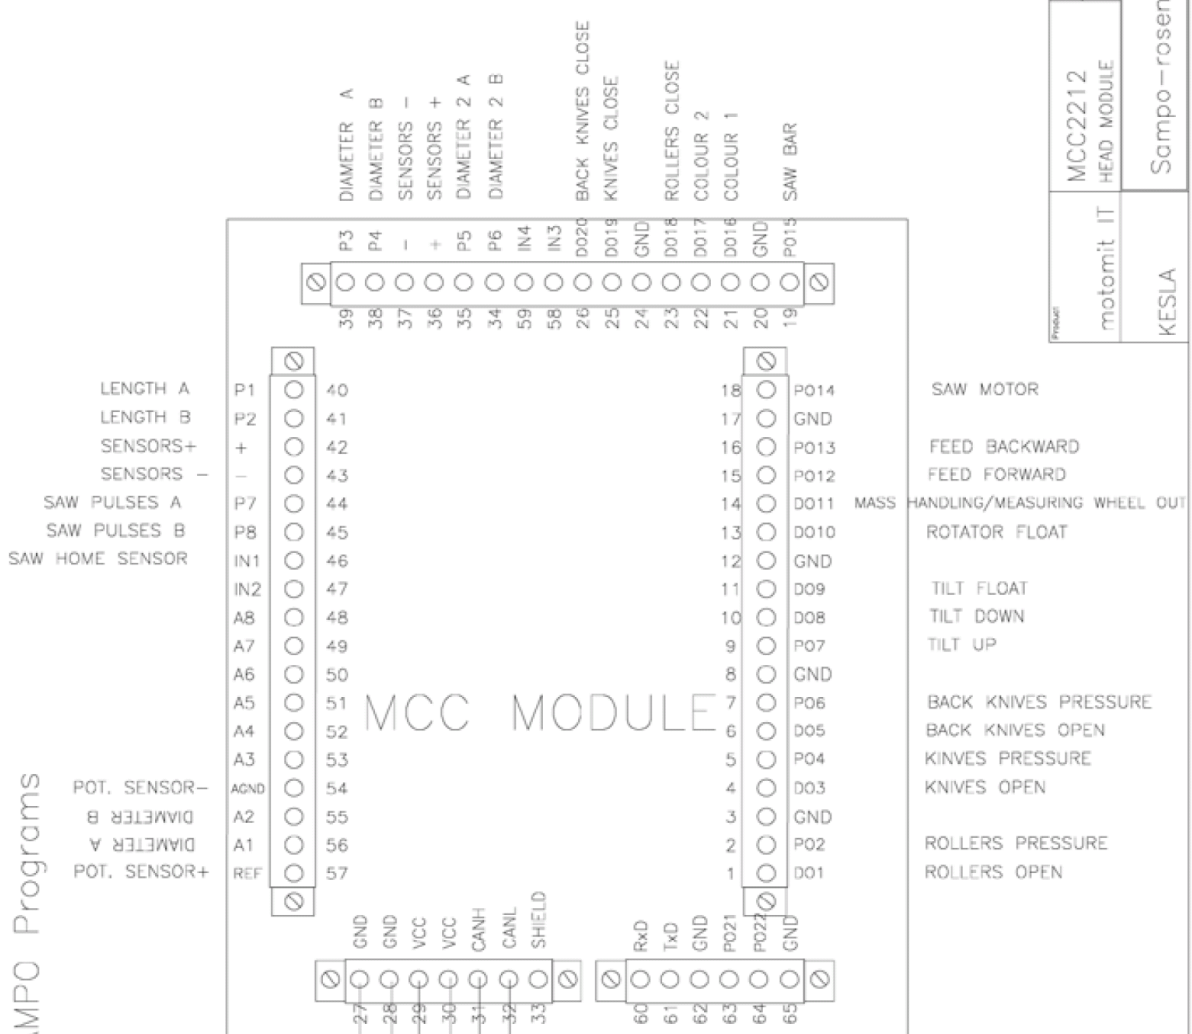 MCC2212
HEAD MODULE
Sampo-rosen
Product
motomit IT
KESLA
DIAMETER A
DIAMETER B
SENSORS -
SENSORS +
DIAMETER 2 A
DIAMETER 2 B
BACK KNIVES CLOSE
KNIVES CLOSE
ROLLERS CLOSE
COLOUR 2
COLOUR 1
SAW BAR
P3 P4 - + P5 P6 IN4 IN3 DO20 DO19 GND DO18 DO17 DO16 GND PO15
39 38 37 36 35 34 59 58 26 25 24 23 22 21 20 19
LENGTH A P1 40
LENGTH B P2 41
SENSORS+ + 42
SENSORS - - 43
SAW PULSES A P7 44
SAW PULSES B P8 45
SAW HOME SENSOR IN1 46
IN2 47
A8 48
A7 49
A6 50
A5 51
A4 52
A3 53
POT. SENSOR- AGND 54
DIAMETER B A2 55
DIAMETER A A1 56
POT. SENSOR+ REF 57
MCC MODULE
18 PO14 SAW MOTOR
17 GND
16 PO13 FEED BACKWARD
15 PO12 FEED FORWARD
14 DO11 MASS HANDLING/MEASURING WHEEL OUT
13 DO10 ROTATOR FLOAT
12 GND
11 DO9 TILT FLOAT
10 DO8 TILT DOWN
9 PO7 TILT UP
8 GND
7 PO6 BACK KNIVES PRESSURE
6 DO5 BACK KNIVES OPEN
5 PO4 KINVES PRESSURE
4 DO3 KNIVES OPEN
3 GND
2 PO2 ROLLERS PRESSURE
1 DO1 ROLLERS OPEN
GND GND VCC VCC CANH CANL SHIELD
27 28 29 30 31 32 33
RxD TxD GND PO21 PO22 GND
60 61 62 63 64 65
AMPO Programs